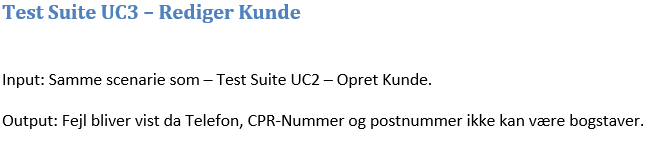 Test Suite UC3 – Rediger Kunde
Input: Samme scenarie som – Test Suite UC2 – Opret Kunde.
Output: Fejl bliver vist da Telefon, CPR-Nummer og postnummer ikke kan være bogstaver.